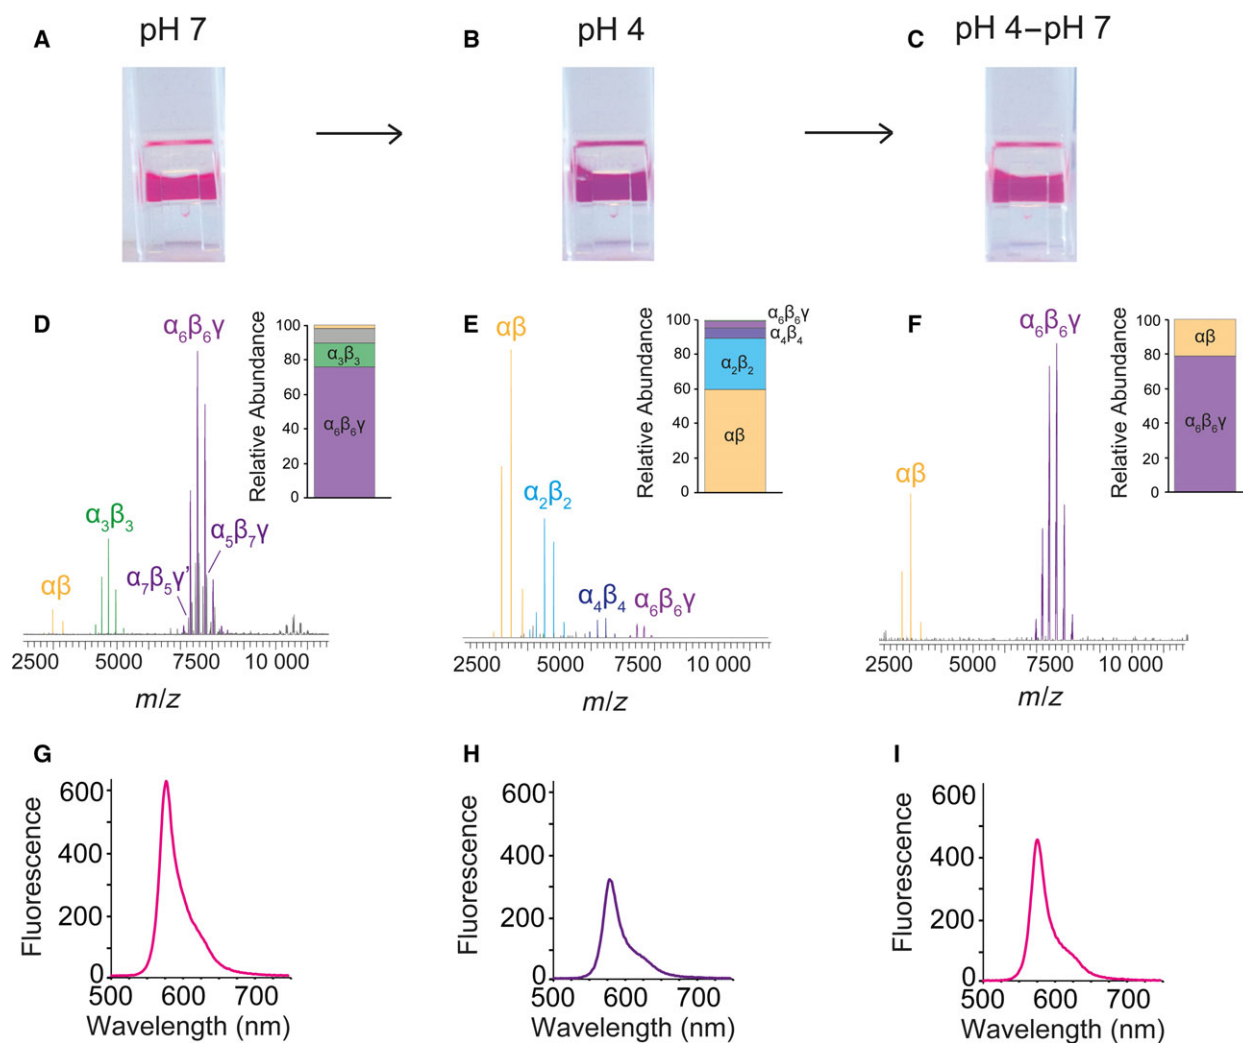 A pH 7
B pH 4
C pH 4–pH 7
D
α₆β₆γ
α₃β₃
αβ
α₇β₅γ'
α₅β₇γ
2500 5000 7500 10 000
m/z
Relative Abundance
100
80
60
40
20
0
α₃β₃
α₆β₆γ
E
αβ
α₂β₂
α₄β₄
α₆β₆γ
2500 5000 7500 10 000
m/z
Relative Abundance
100
80
60
40
20
0
α₆β₆γ
α₄β₄
α₂β₂
αβ
F
α₆β₆γ
αβ
2500 5000 7500 10 000
m/z
Relative Abundance
100
80
60
40
20
0
αβ
α₆β₆γ
G
Fluorescence
600
400
200
0
500 600 700
Wavelength (nm)
H
Fluorescence
600
400
200
0
500 600 700
Wavelength (nm)
I
Fluorescence
600
400
200
0
500 600 700
Wavelength (nm)